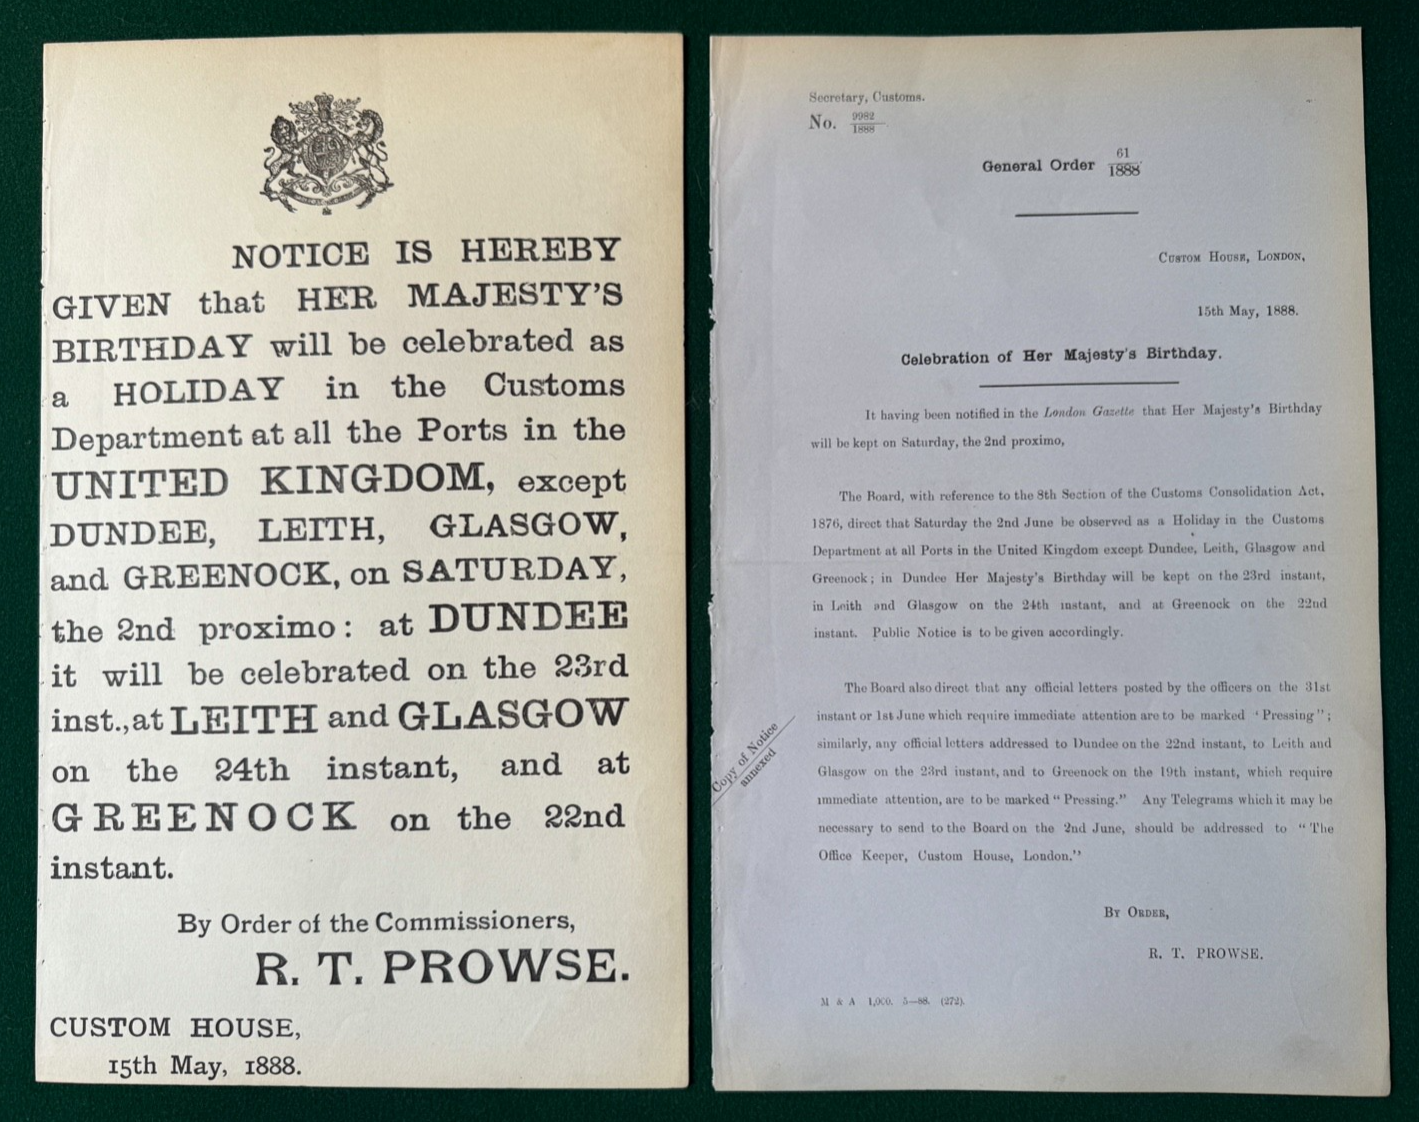 NOTICE IS HEREBY
GIVEN that HER MAJESTY'S
BIRTHDAY will be celebrated as
a HOLIDAY in the Customs
Department at all the Ports in the
UNITED KINGDOM, except
DUNDEE, LEITH, GLASGOW,
and GREENOCK, on SATURDAY,
the 2nd proximo: at DUNDEE
it will be celebrated on the 23rd
inst., at LEITH and GLASGOW
on the 24th instant, and at
GREENOCK on the 22nd
instant.
By Order of the Commissioners,
R. T. PROWSE.
CUSTOM HOUSE,
15th May, 1888.
Secretary, Customs.
No. 9982/1888
General Order 61/1888
CUSTOM HOUSE, LONDON,
15th May, 1888.
Celebration of Her Majesty's Birthday.
It having been notified in the London Gazette that Her Majesty's Birthday
will be kept on Saturday, the 2nd proximo,
The Board, with reference to the 8th Section of the Customs Consolidation Act,
1876, direct that Saturday the 2nd June be observed as a Holiday in the Customs
Department at all Ports in the United Kingdom except Dundee, Leith, Glasgow and
Greenock; in Dundee Her Majesty's Birthday will be kept on the 23rd instant,
in Leith and Glasgow on the 24th instant, and at Greenock on the 22nd
instant. Public Notice is to be given accordingly.
The Board also direct that any official letters posted by the officers on the 31st
instant or 1st June which require immediate attention are to be marked ‘Pressing”;
similarly, any official letters addressed to Dundee on the 22nd instant, to Leith and
Glasgow on the 23rd instant, and to Greenock on the 19th instant, which require
immediate attention, are to be marked “Pressing.” Any Telegrams which it may be
necessary to send to the Board on the 2nd June, should be addressed to “The
Office Keeper, Custom House, London.”
Copy of Notice
annexed
BY ORDER,
R. T. PROWSE.
M & A 1,000. 5—88. (272).